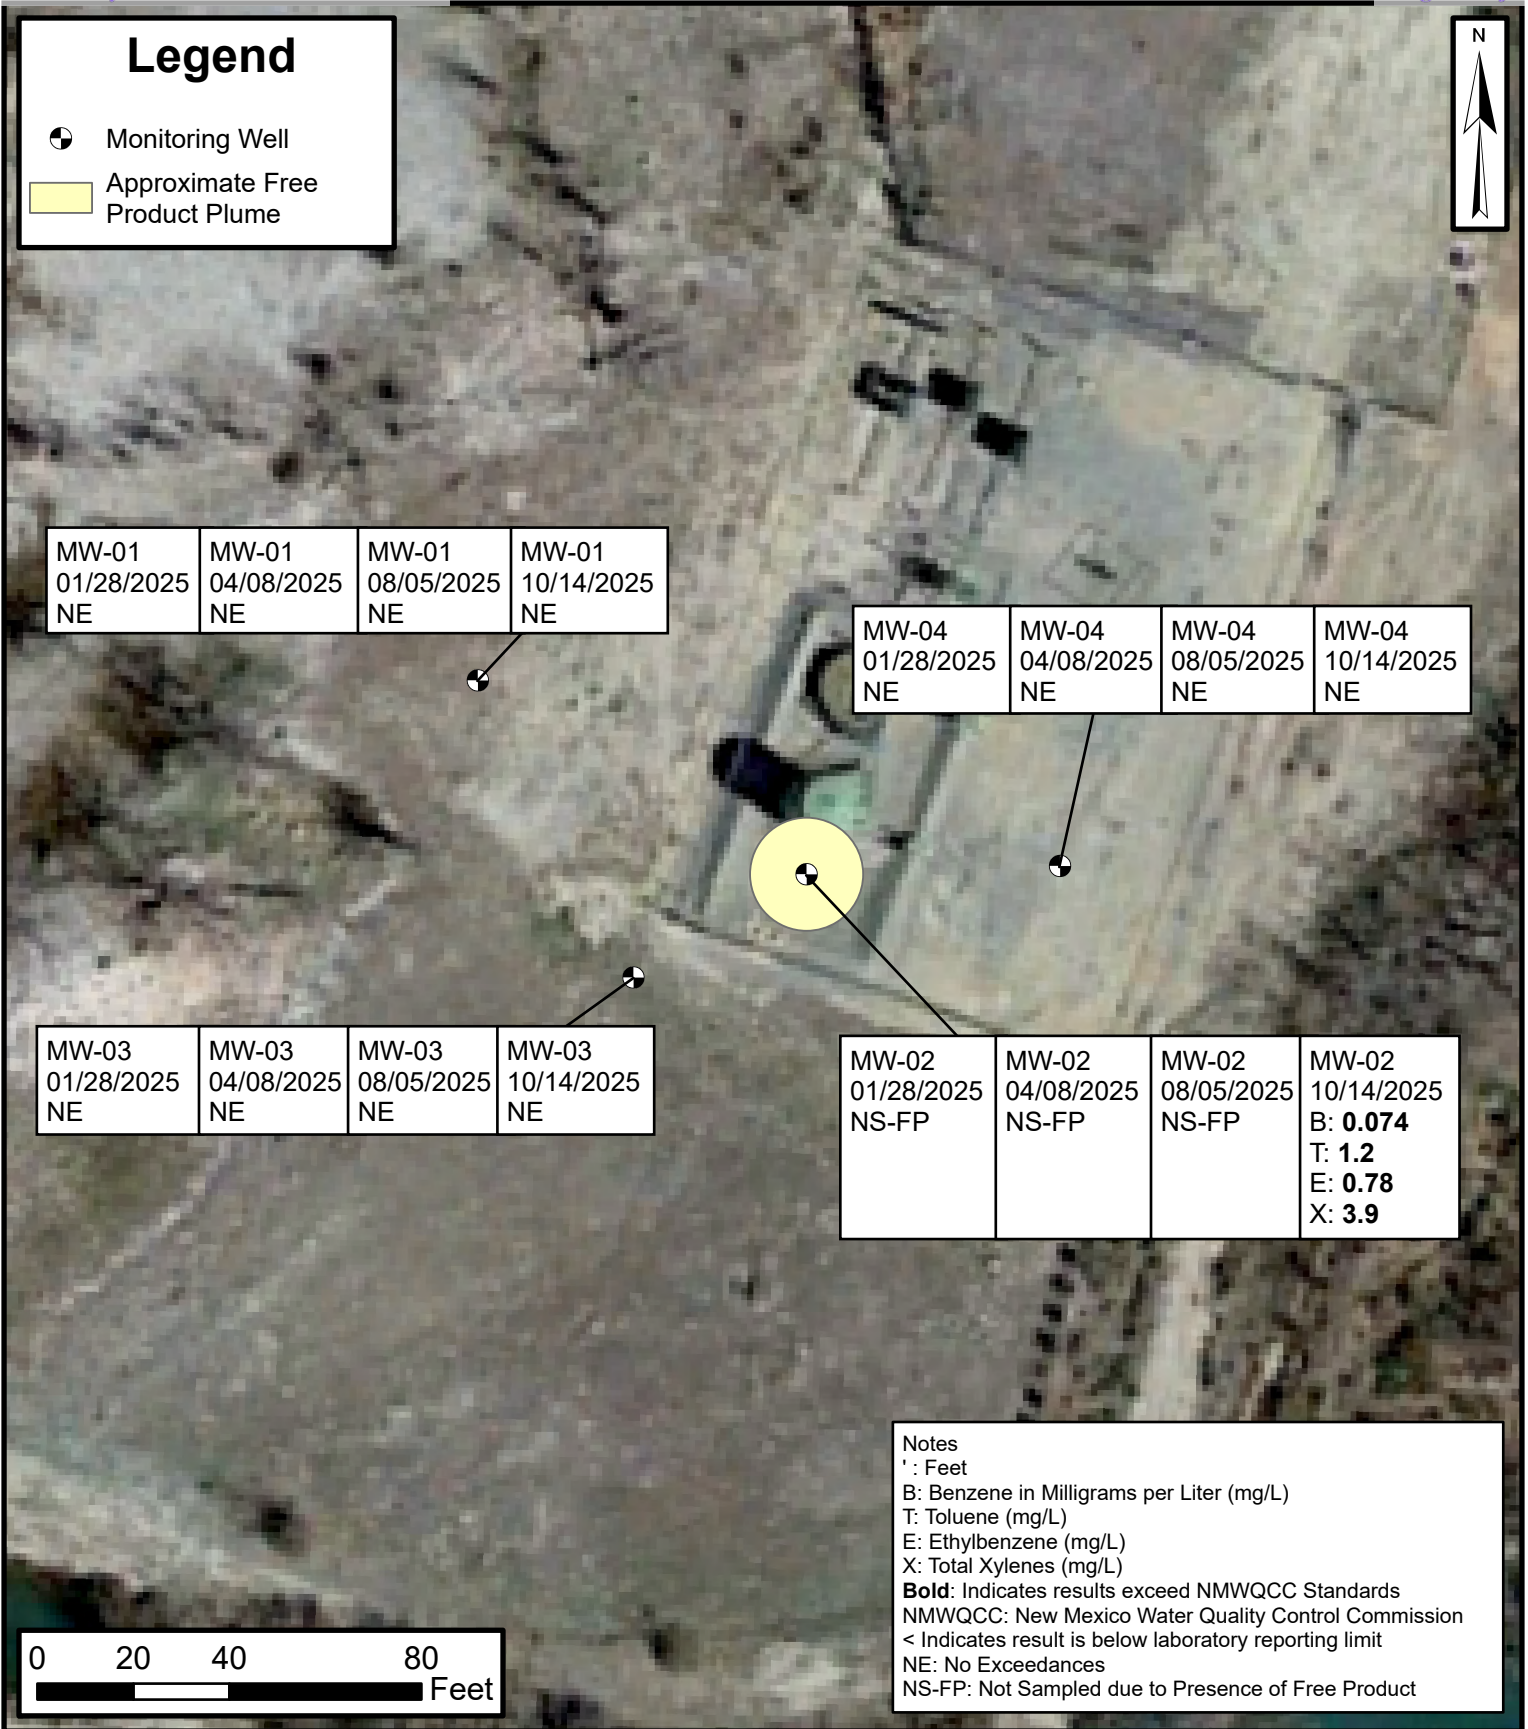 Legend
Monitoring Well
Approximate Free
Product Plume
N
MW-01
01/28/2025
NE
MW-01
04/08/2025
NE
MW-01
08/05/2025
NE
MW-01
10/14/2025
NE
MW-04
01/28/2025
NE
MW-04
04/08/2025
NE
MW-04
08/05/2025
NE
MW-04
10/14/2025
NE
MW-03
01/28/2025
NE
MW-03
04/08/2025
NE
MW-03
08/05/2025
NE
MW-03
10/14/2025
NE
MW-02
01/28/2025
NS-FP
MW-02
04/08/2025
NS-FP
MW-02
08/05/2025
NS-FP
MW-02
10/14/2025
B: 0.074
T: 1.2
E: 0.78
X: 3.9
Notes
' : Feet
B: Benzene in Milligrams per Liter (mg/L)
T: Toluene (mg/L)
E: Ethylbenzene (mg/L)
X: Total Xylenes (mg/L)
Bold: Indicates results exceed NMWQCC Standards
NMWQCC: New Mexico Water Quality Control Commission
< Indicates result is below laboratory reporting limit
NE: No Exceedances
NS-FP: Not Sampled due to Presence of Free Product
0 20 40 80
Feet